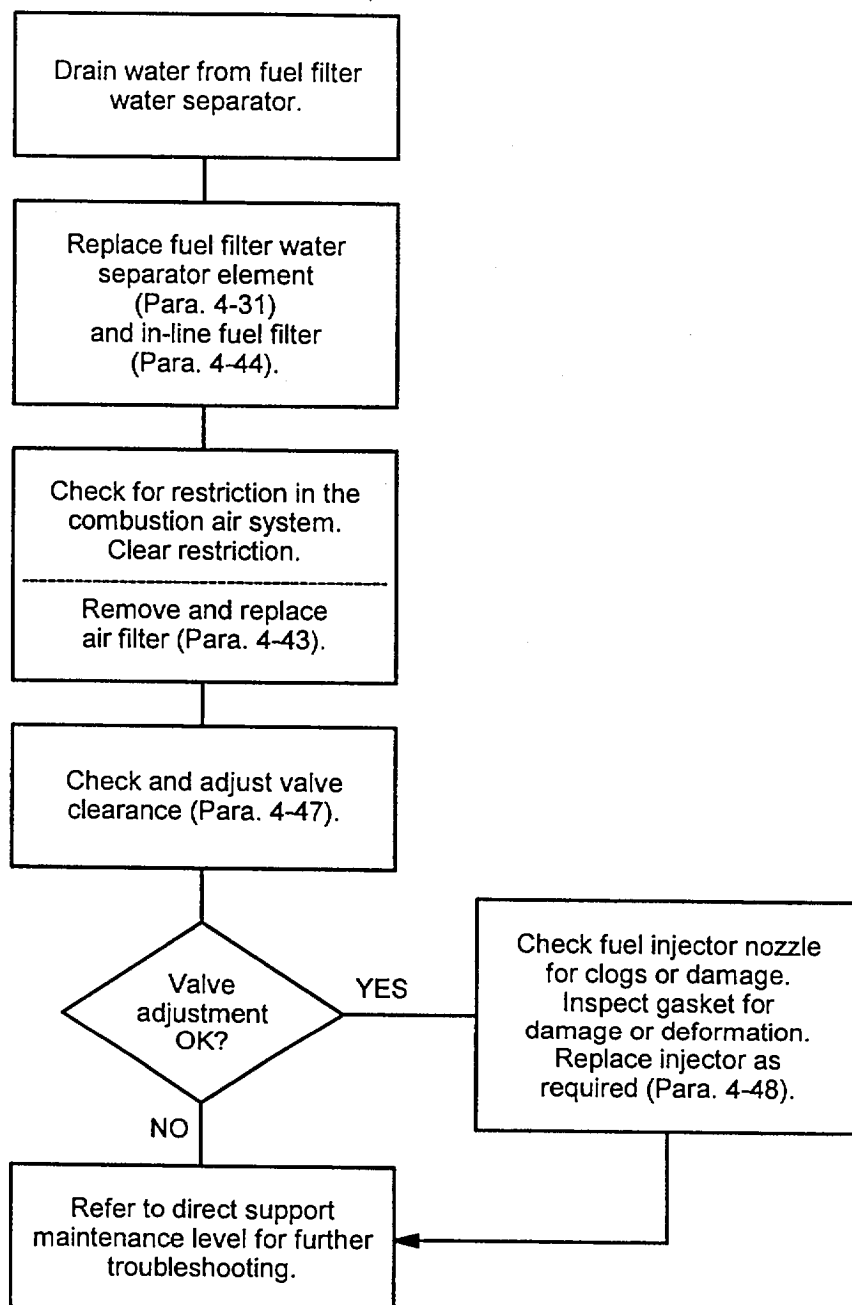 Drain water from fuel filter
water separator.
Replace fuel filter water
separator element
(Para. 4-31)
and in-line fuel filter
(Para. 4-44).
Check for restriction in the
combustion air system.
Clear restriction.
Remove and replace
air filter (Para. 4-43).
Check and adjust valve
clearance (Para. 4-47).
Valve
adjustment
OK?
YES
Check fuel injector nozzle
for clogs or damage.
Inspect gasket for
damage or deformation.
Replace injector as
required (Para. 4-48).
NO
Refer to direct support
maintenance level for further
troubleshooting.